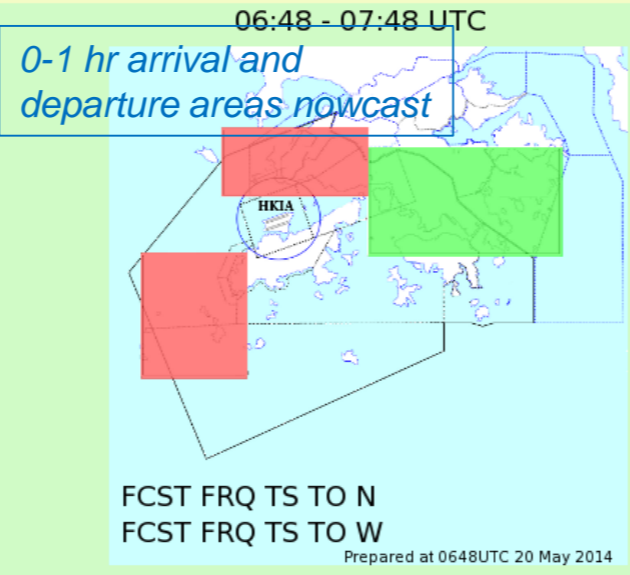 06:48 - 07:48 UTC
0-1 hr arrival and
departure areas nowcast
HKIA
FCST FRQ TS TO N
FCST FRQ TS TO W
Prepared at 0648UTC 20 May 2014